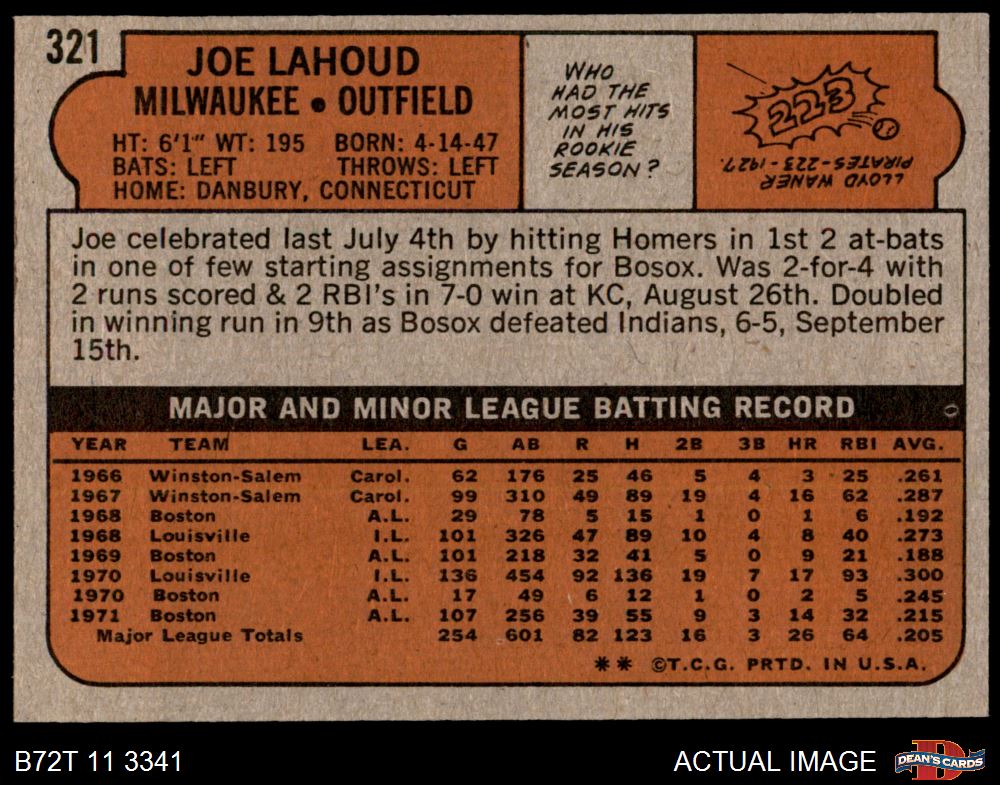 321
JOE LAHOUD
MILWAUKEE • OUTFIELD
HT: 6'1" WT: 195 BORN: 4-14-47
BATS: LEFT THROWS: LEFT
HOME: DANBURY, CONNECTICUT
WHO
HAD THE
MOST HITS
IN HIS
ROOKIE
SEASON?
223
LLOYD WANER
PIRATES-223-1927.
Joe celebrated last July 4th by hitting Homers in 1st 2 at-bats
in one of few starting assignments for Bosox. Was 2-for-4 with
2 runs scored & 2 RBI's in 7-0 win at KC, August 26th. Doubled
in winning run in 9th as Bosox defeated Indians, 6-5, September
15th.
MAJOR AND MINOR LEAGUE BATTING RECORD
YEAR TEAM LEA. G AB R H 2B 3B HR RBI AVG.
1966 Winston-Salem Carol. 62 176 25 46 5 4 3 25 .261
1967 Winston-Salem Carol. 99 310 49 89 19 4 16 62 .287
1968 Boston A.L. 29 78 5 15 1 0 1 6 .192
1968 Louisville I.L. 101 326 47 89 10 4 8 40 .273
1969 Boston A.L. 101 218 32 41 5 0 9 21 .188
1970 Louisville I.L. 136 454 92 136 19 7 17 93 .300
1970 Boston A.L. 17 49 6 12 1 0 2 5 .245
1971 Boston A.L. 107 256 39 55 9 3 14 32 .215
Major League Totals 254 601 82 123 16 3 26 64 .205
** ©T.C.G. PRTD. IN U.S.A.
B72T 11 3341
ACTUAL IMAGE
DEAN'S CARDS